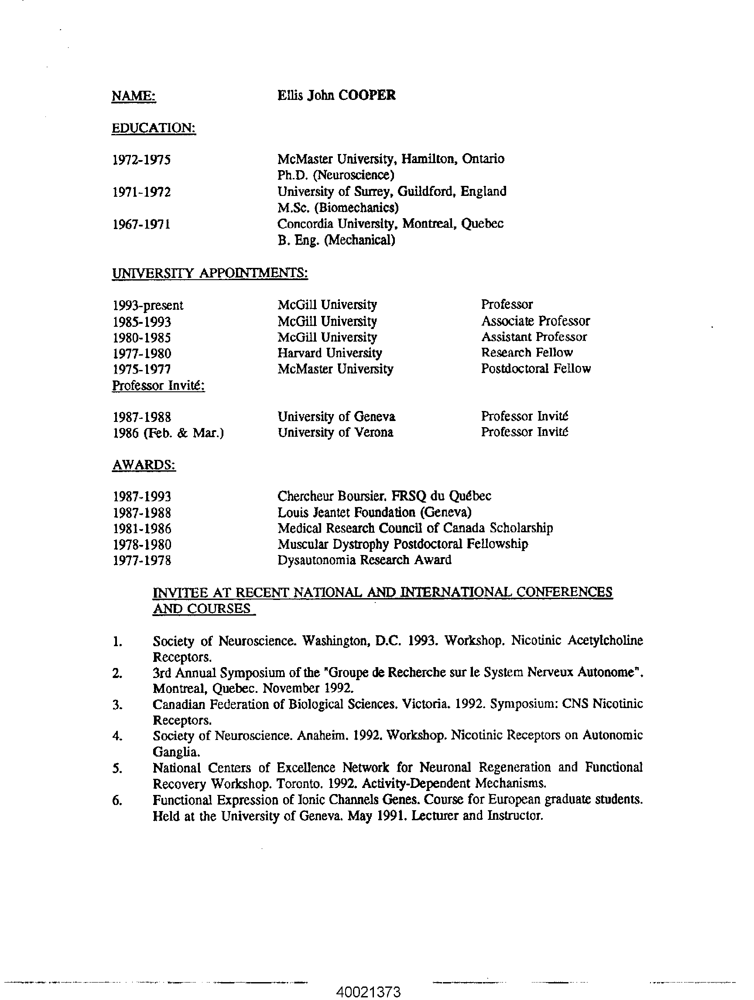 NAME: Ellis John COOPER
EDUCATION:
1972-1975 McMaster University, Hamilton, Ontario
Ph.D. (Neuroscience)
1971-1972 University of Surrey, Guildford, England
M.Sc. (Biomechanics)
1967-1971 Concordia University, Montreal, Quebec
B. Eng. (Mechanical)
UNIVERSITY APPOINTMENTS:
1993-present McGill University Professor
1985-1993 McGill University Associate Professor
1980-1985 McGill University Assistant Professor
1977-1980 Harvard University Research Fellow
1975-1977 McMaster University Postdoctoral Fellow
Professor Invité:
1987-1988 University of Geneva Professor Invité
1986 (Feb. & Mar.) University of Verona Professor Invité
AWARDS:
1987-1993 Chercheur Boursier. FRSQ du Québec
1987-1988 Louis Jeantet Foundation (Geneva)
1981-1986 Medical Research Council of Canada Scholarship
1978-1980 Muscular Dystrophy Postdoctoral Fellowship
1977-1978 Dysautonomia Research Award
INVITEE AT RECENT NATIONAL AND INTERNATIONAL CONFERENCES
AND COURSES
1. Society of Neuroscience. Washington, D.C. 1993. Workshop. Nicotinic Acetylcholine
Receptors.
2. 3rd Annual Symposium of the "Groupe de Recherche sur le System Nerveux Autonome".
Montreal, Quebec. November 1992.
3. Canadian Federation of Biological Sciences. Victoria. 1992. Symposium: CNS Nicotinic
Receptors.
4. Society of Neuroscience. Anaheim. 1992. Workshop. Nicotinic Receptors on Autonomic
Ganglia.
5. National Centers of Excellence Network for Neuronal Regeneration and Functional
Recovery Workshop. Toronto. 1992. Activity-Dependent Mechanisms.
6. Functional Expression of Ionic Channels Genes. Course for European graduate students.
Held at the University of Geneva. May 1991. Lecturer and Instructor.
40021373